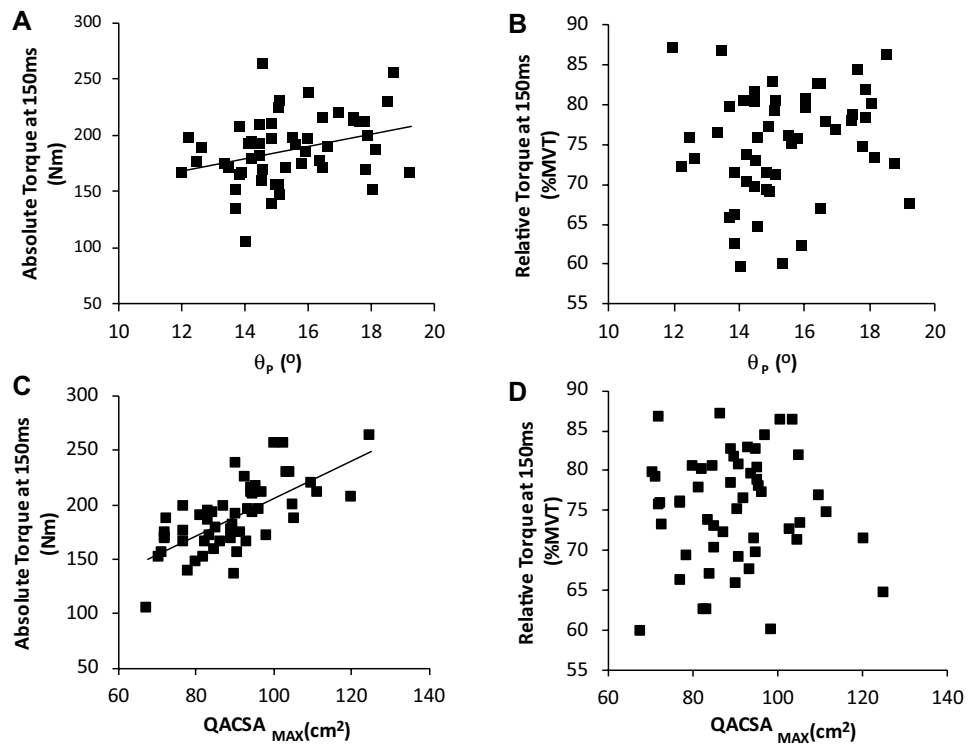 A
300
250
200
150
100
50
Absolute Torque at 150ms
(Nm)
10 12 14 16 18 20
θP (º)
B
90
85
80
75
70
65
60
55
Relative Torque at 150ms
(%MVT)
10 12 14 16 18 20
θP (º)
C
300
250
200
150
100
50
Absolute Torque at 150ms
(Nm)
60 80 100 120 140
QACSA MAX(cm²)
D
90
85
80
75
70
65
60
55
Relative Torque at 150ms
(%MVT)
60 80 100 120 140
QACSA MAX(cm²)